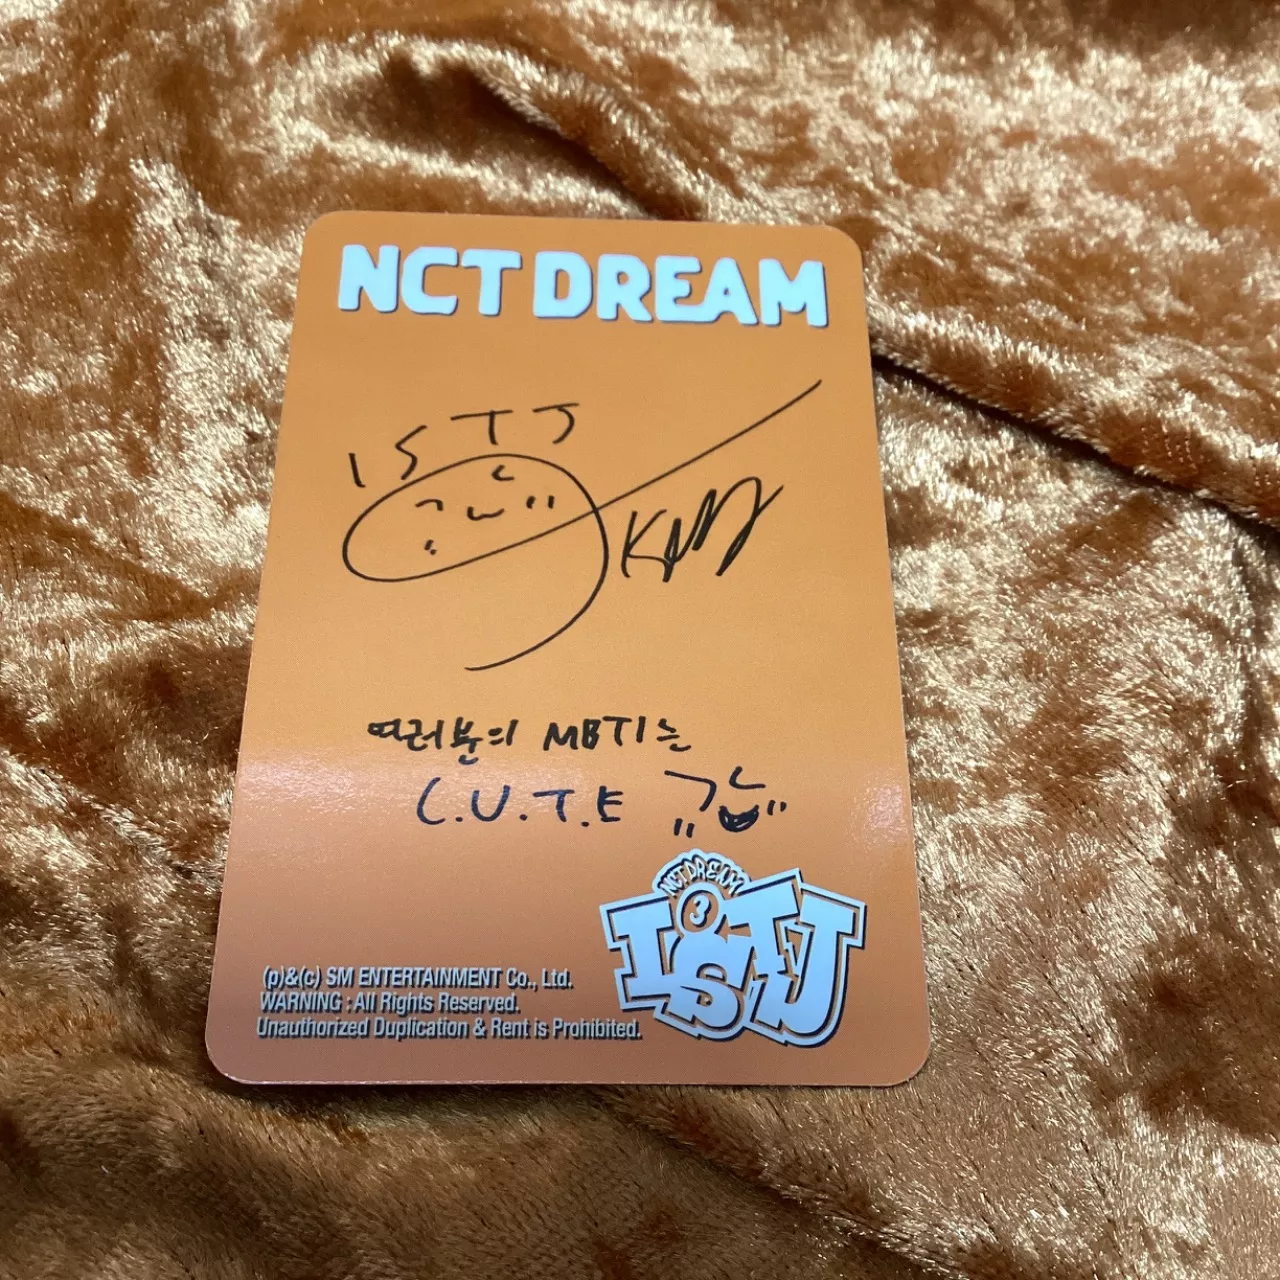 NCT DREAM
ISTJ
여러분의 MBTI는
C.U.T.E
NCT DREAM
3
ISTJ
(p)&(c) SM ENTERTAINMENT Co., Ltd.
WARNING : All Rights Reserved.
Unauthorized Duplication & Rent is Prohibited.